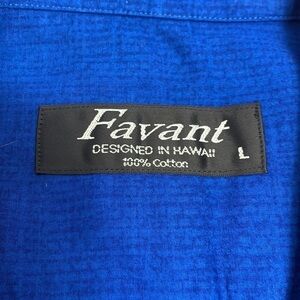 Favant
DESIGNED IN HAWAII
100% Cotton
L